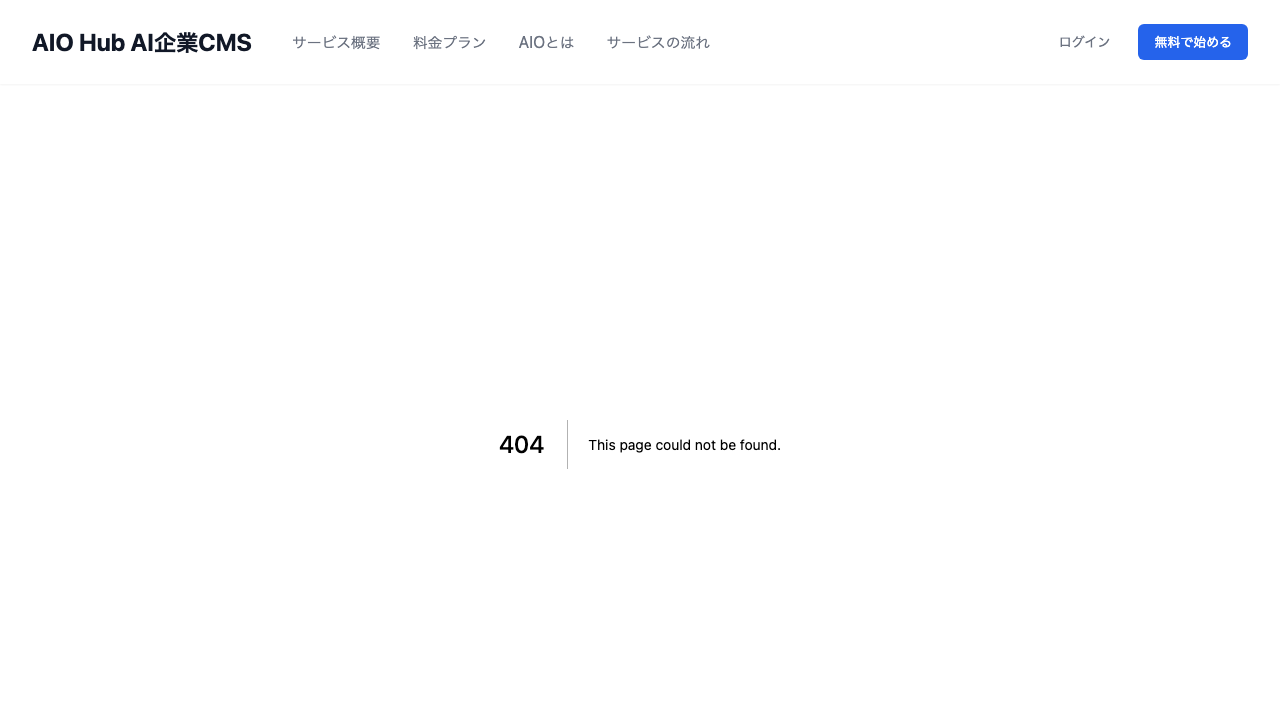 AIO Hub AI企業CMS
サービス概要
料金プラン
AIOとは
サービスの流れ
ログイン
無料で始める
404
This page could not be found.